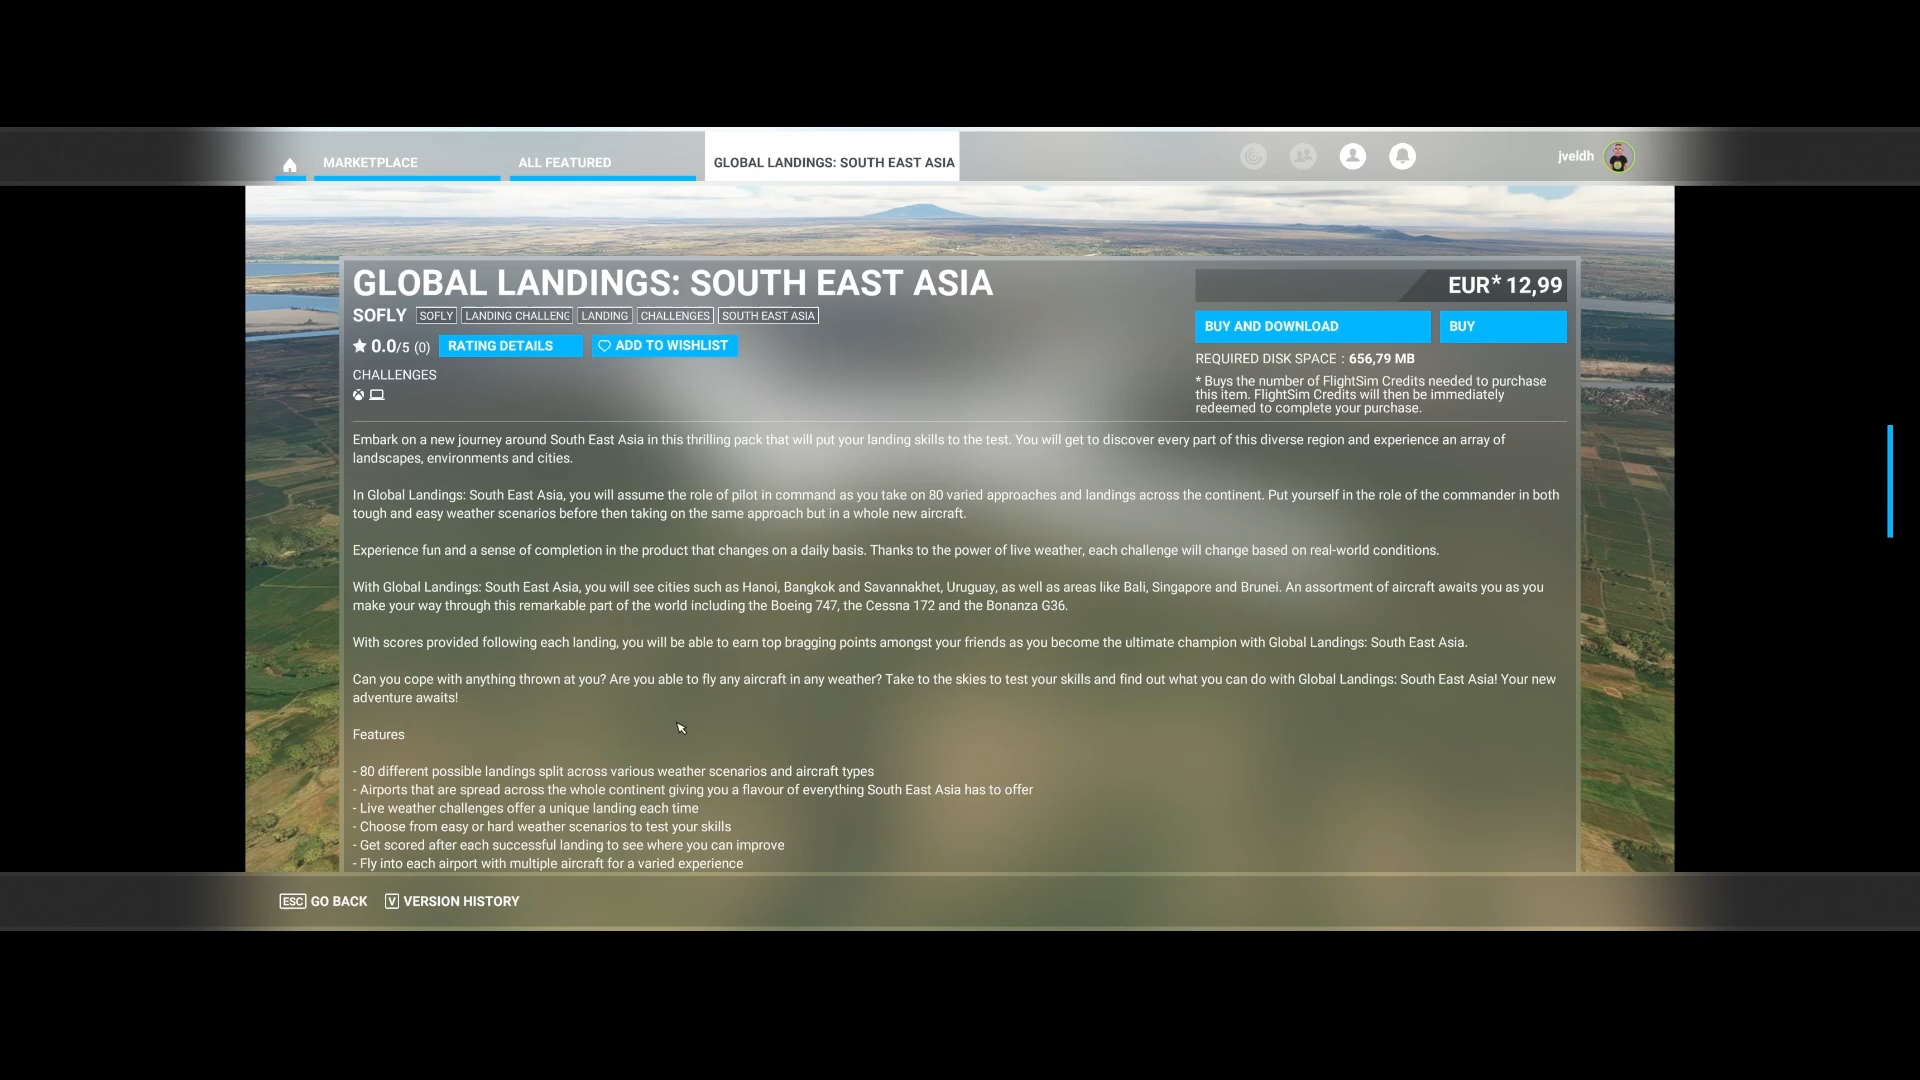 MARKETPLACE
ALL FEATURED
GLOBAL LANDINGS: SOUTH EAST ASIA
jveldh
GLOBAL LANDINGS: SOUTH EAST ASIA
EUR* 12,99
SOFLY SOFLY LANDING CHALLENG LANDING CHALLENGES SOUTH EAST ASIA
BUY AND DOWNLOAD
BUY
0.0/5 (0) RATING DETAILS ADD TO WISHLIST
REQUIRED DISK SPACE : 656,79 MB
CHALLENGES
* Buys the number of FlightSim Credits needed to purchase
this item. FlightSim Credits will then be immediately
redeemed to complete your purchase.
Embark on a new journey around South East Asia in this thrilling pack that will put your landing skills to the test. You will get to discover every part of this diverse region and experience an array of
landscapes, environments and cities.
In Global Landings: South East Asia, you will assume the role of pilot in command as you take on 80 varied approaches and landings across the continent. Put yourself in the role of the commander in both
tough and easy weather scenarios before then taking on the same approach but in a whole new aircraft.
Experience fun and a sense of completion in the product that changes on a daily basis. Thanks to the power of live weather, each challenge will change based on real-world conditions.
With Global Landings: South East Asia, you will see cities such as Hanoi, Bangkok and Savannakhet, Uruguay, as well as areas like Bali, Singapore and Brunei. An assortment of aircraft awaits you as you
make your way through this remarkable part of the world including the Boeing 747, the Cessna 172 and the Bonanza G36.
With scores provided following each landing, you will be able to earn top bragging points amongst your friends as you become the ultimate champion with Global Landings: South East Asia.
Can you cope with anything thrown at you? Are you able to fly any aircraft in any weather? Take to the skies to test your skills and find out what you can do with Global Landings: South East Asia! Your new
adventure awaits!
Features
- 80 different possible landings split across various weather scenarios and aircraft types
- Airports that are spread across the whole continent giving you a flavour of everything South East Asia has to offer
- Live weather challenges offer a unique landing each time
- Choose from easy or hard weather scenarios to test your skills
- Get scored after each successful landing to see where you can improve
- Fly into each airport with multiple aircraft for a varied experience
ESC GO BACK V VERSION HISTORY